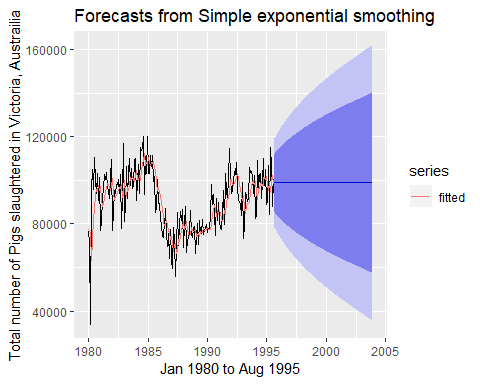 Forecasts from Simple exponential smoothing
Total number of Pigs slaughtered in Victoria, Austrailia
160000
120000
80000
40000
1980
1985
1990
1995
2000
2005
Jan 1980 to Aug 1995
series
fitted